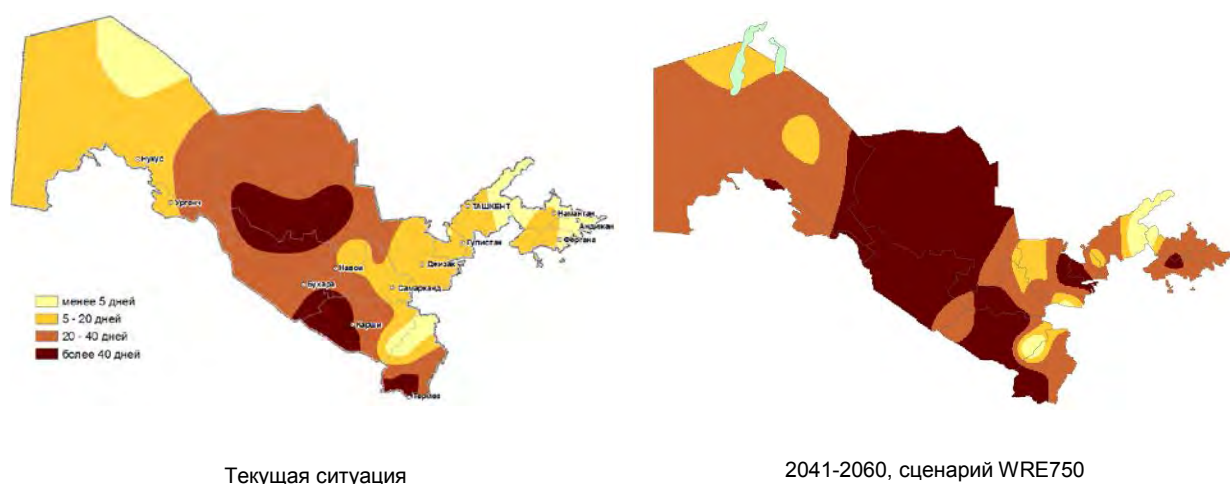 Нукус
Ургенч
ТАШКЕНТ
Наманган
Андижан
Фергана
Гулистан
Джизак
Навои
Самарканд
Бухара
Карши
Термез
менее 5 дней
5 - 20 дней
20 - 40 дней
более 40 дней
Текущая ситуация
2041-2060, сценарий WRE750